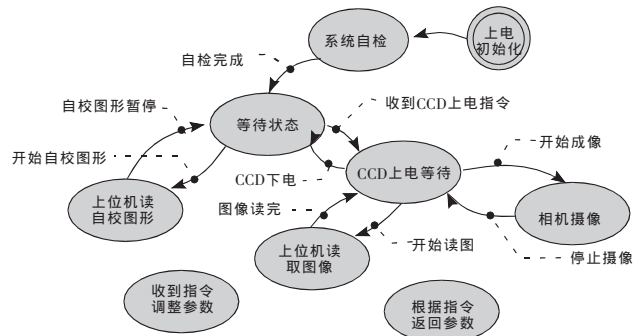 系统自检
上电
初始化
自检完成
自校图形暂停
等待状态
收到CCD上电指令
开始自校图形
CCD下电
CCD上电等待
开始成像
上位机读
自校图形
图像读完
相机摄像
上位机读
取图像
开始读图
停止摄像
收到指令
调整参数
根据指令
返回参数